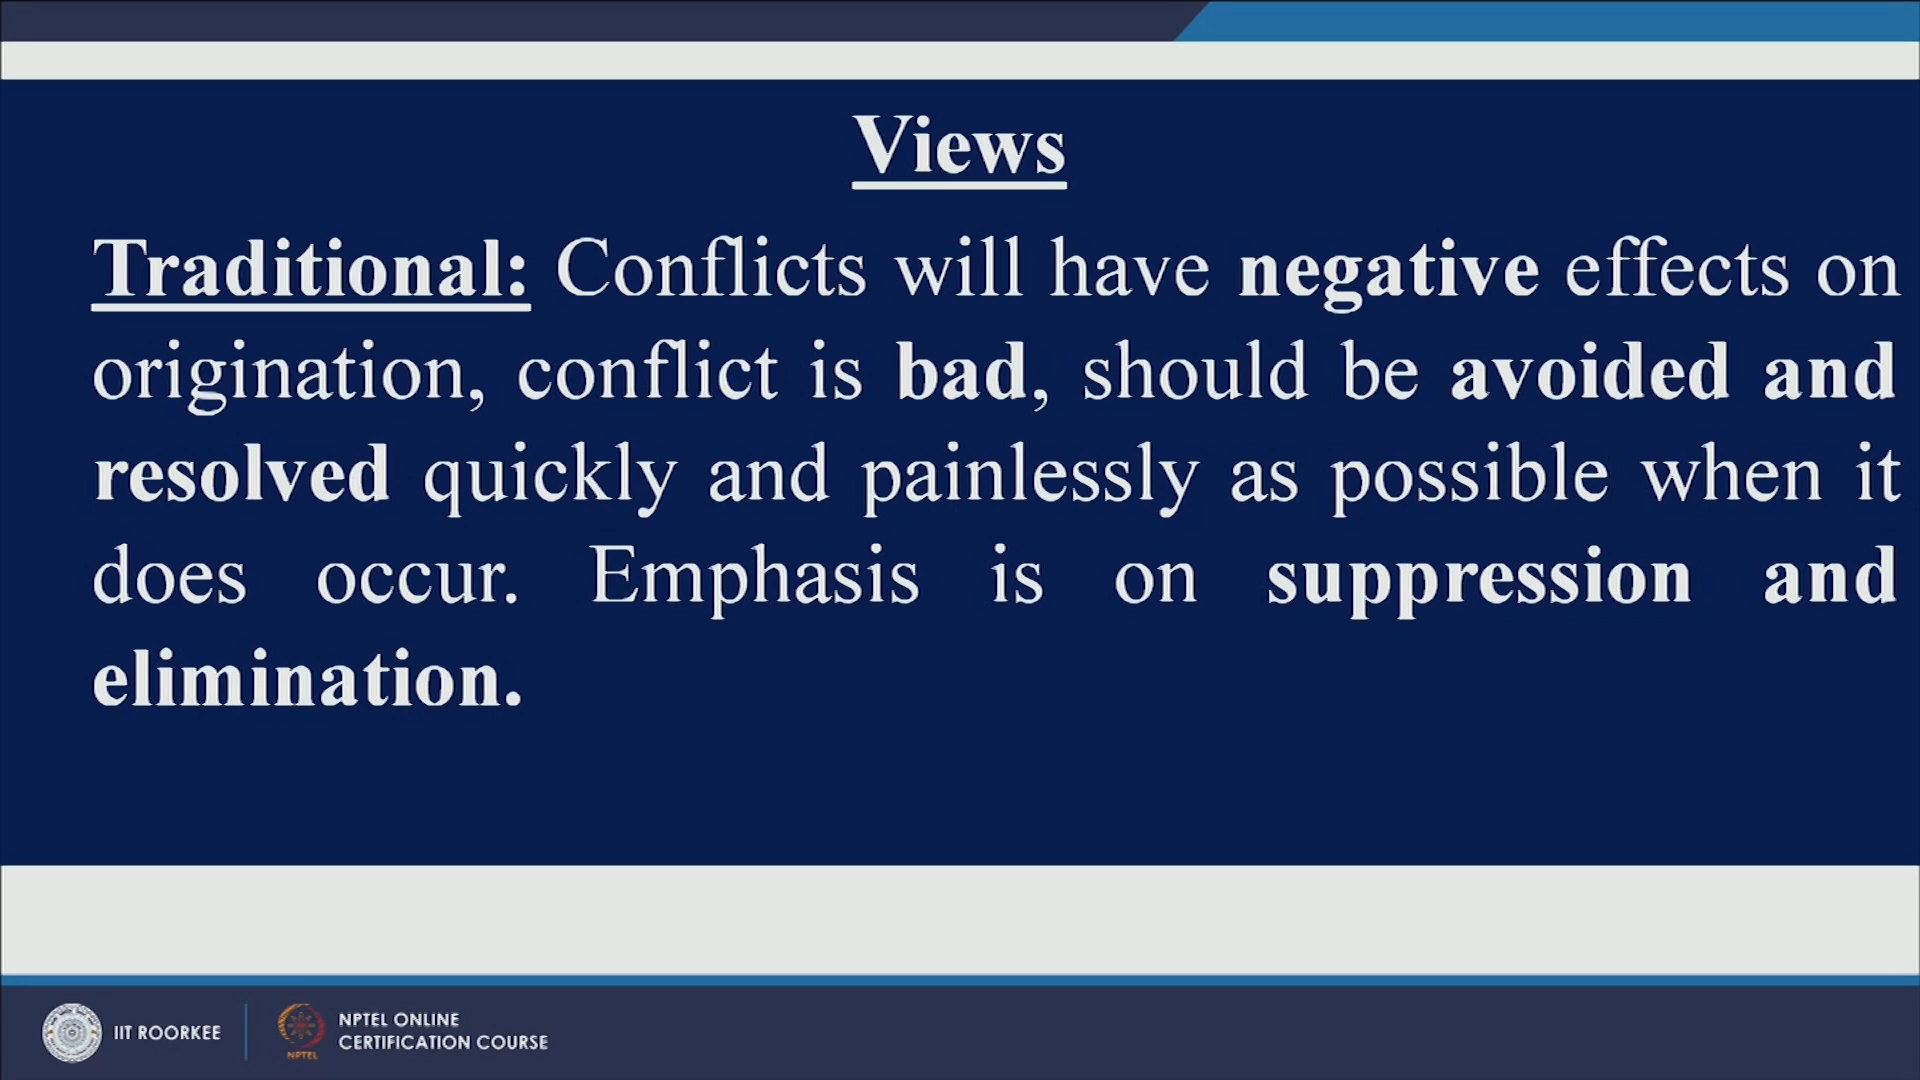 Views
Traditional: Conflicts will have negative effects on
origination, conflict is bad, should be avoided and
resolved quickly and painlessly as possible when it
does occur. Emphasis is on suppression and
elimination.
IIT ROORKEE
NPTEL
NPTEL ONLINE
CERTIFICATION COURSE